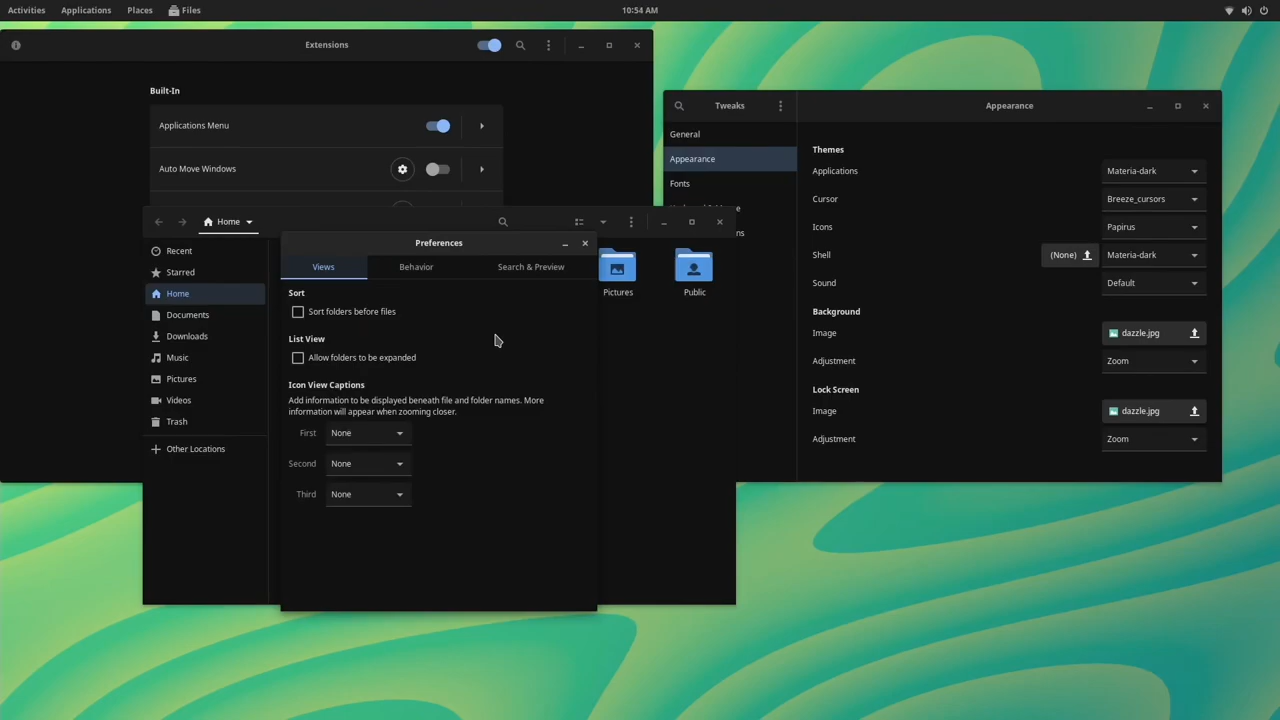 Activities
Applications
Places
Files
10:54 AM
Extensions
Built-In
Applications Menu
Auto Move Windows
Home
Recent
Starred
Home
Documents
Downloads
Music
Pictures
Videos
Trash
Other Locations
Pictures
Public
Preferences
Views
Behavior
Search & Preview
Sort
Sort folders before files
List View
Allow folders to be expanded
Icon View Captions
Add information to be displayed beneath file and folder names. More
information will appear when zooming closer.
First
None
Second
None
Third
None
Tweaks
General
Appearance
Fonts
Appearance
Themes
Applications
Materia-dark
Cursor
Breeze_cursors
Icons
Papirus
Shell
(None)
Materia-dark
Sound
Default
Background
Image
dazzle.jpg
Adjustment
Zoom
Lock Screen
Image
dazzle.jpg
Adjustment
Zoom